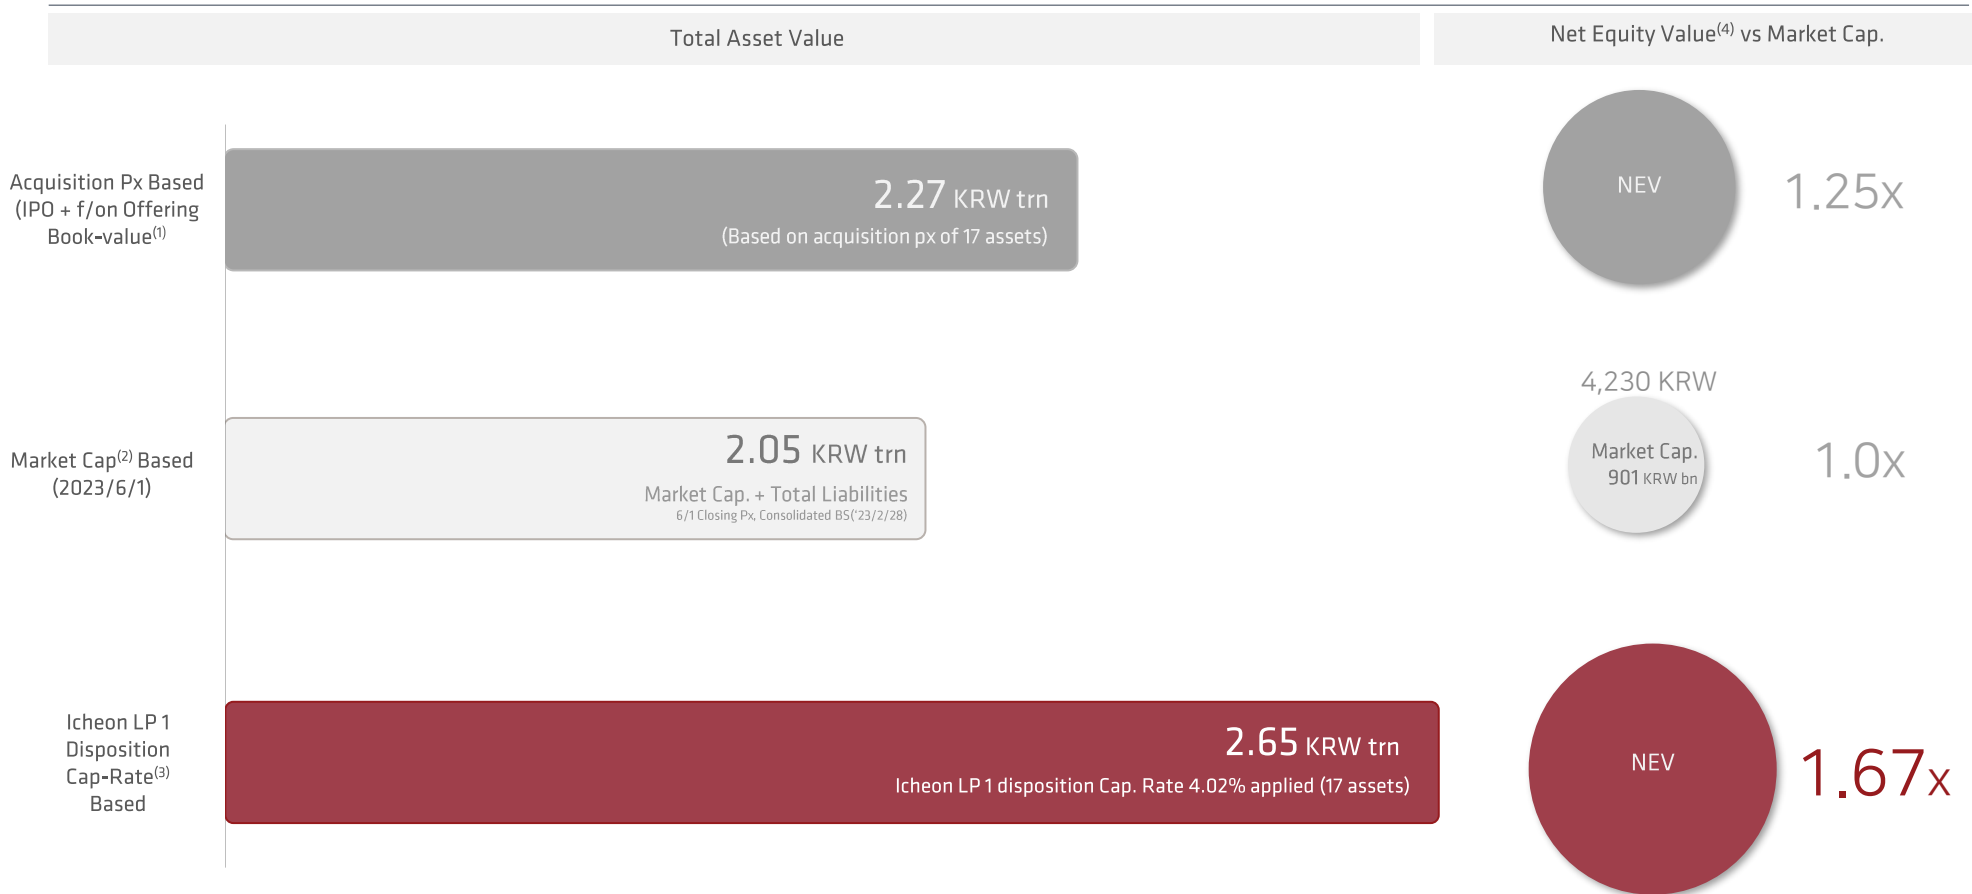 Total Asset Value
Net Equity Value(4) vs Market Cap.
Acquisition Px Based
(IPO + f/on Offering
Book-value(1)
2.27 KRW trn
(Based on acquisition px of 17 assets)
NEV
1.25x
Market Cap(2) Based
(2023/6/1)
2.05 KRW trn
Market Cap. + Total Liabilities
6/1 Closing Px, Consolidated BS('23/2/28)
4,230 KRW
Market Cap.
901 KRW bn
1.0x
Icheon LP 1
Disposition
Cap-Rate(3)
Based
2.65 KRW trn
Icheon LP 1 disposition Cap. Rate 4.02% applied (17 assets)
NEV
1.67x